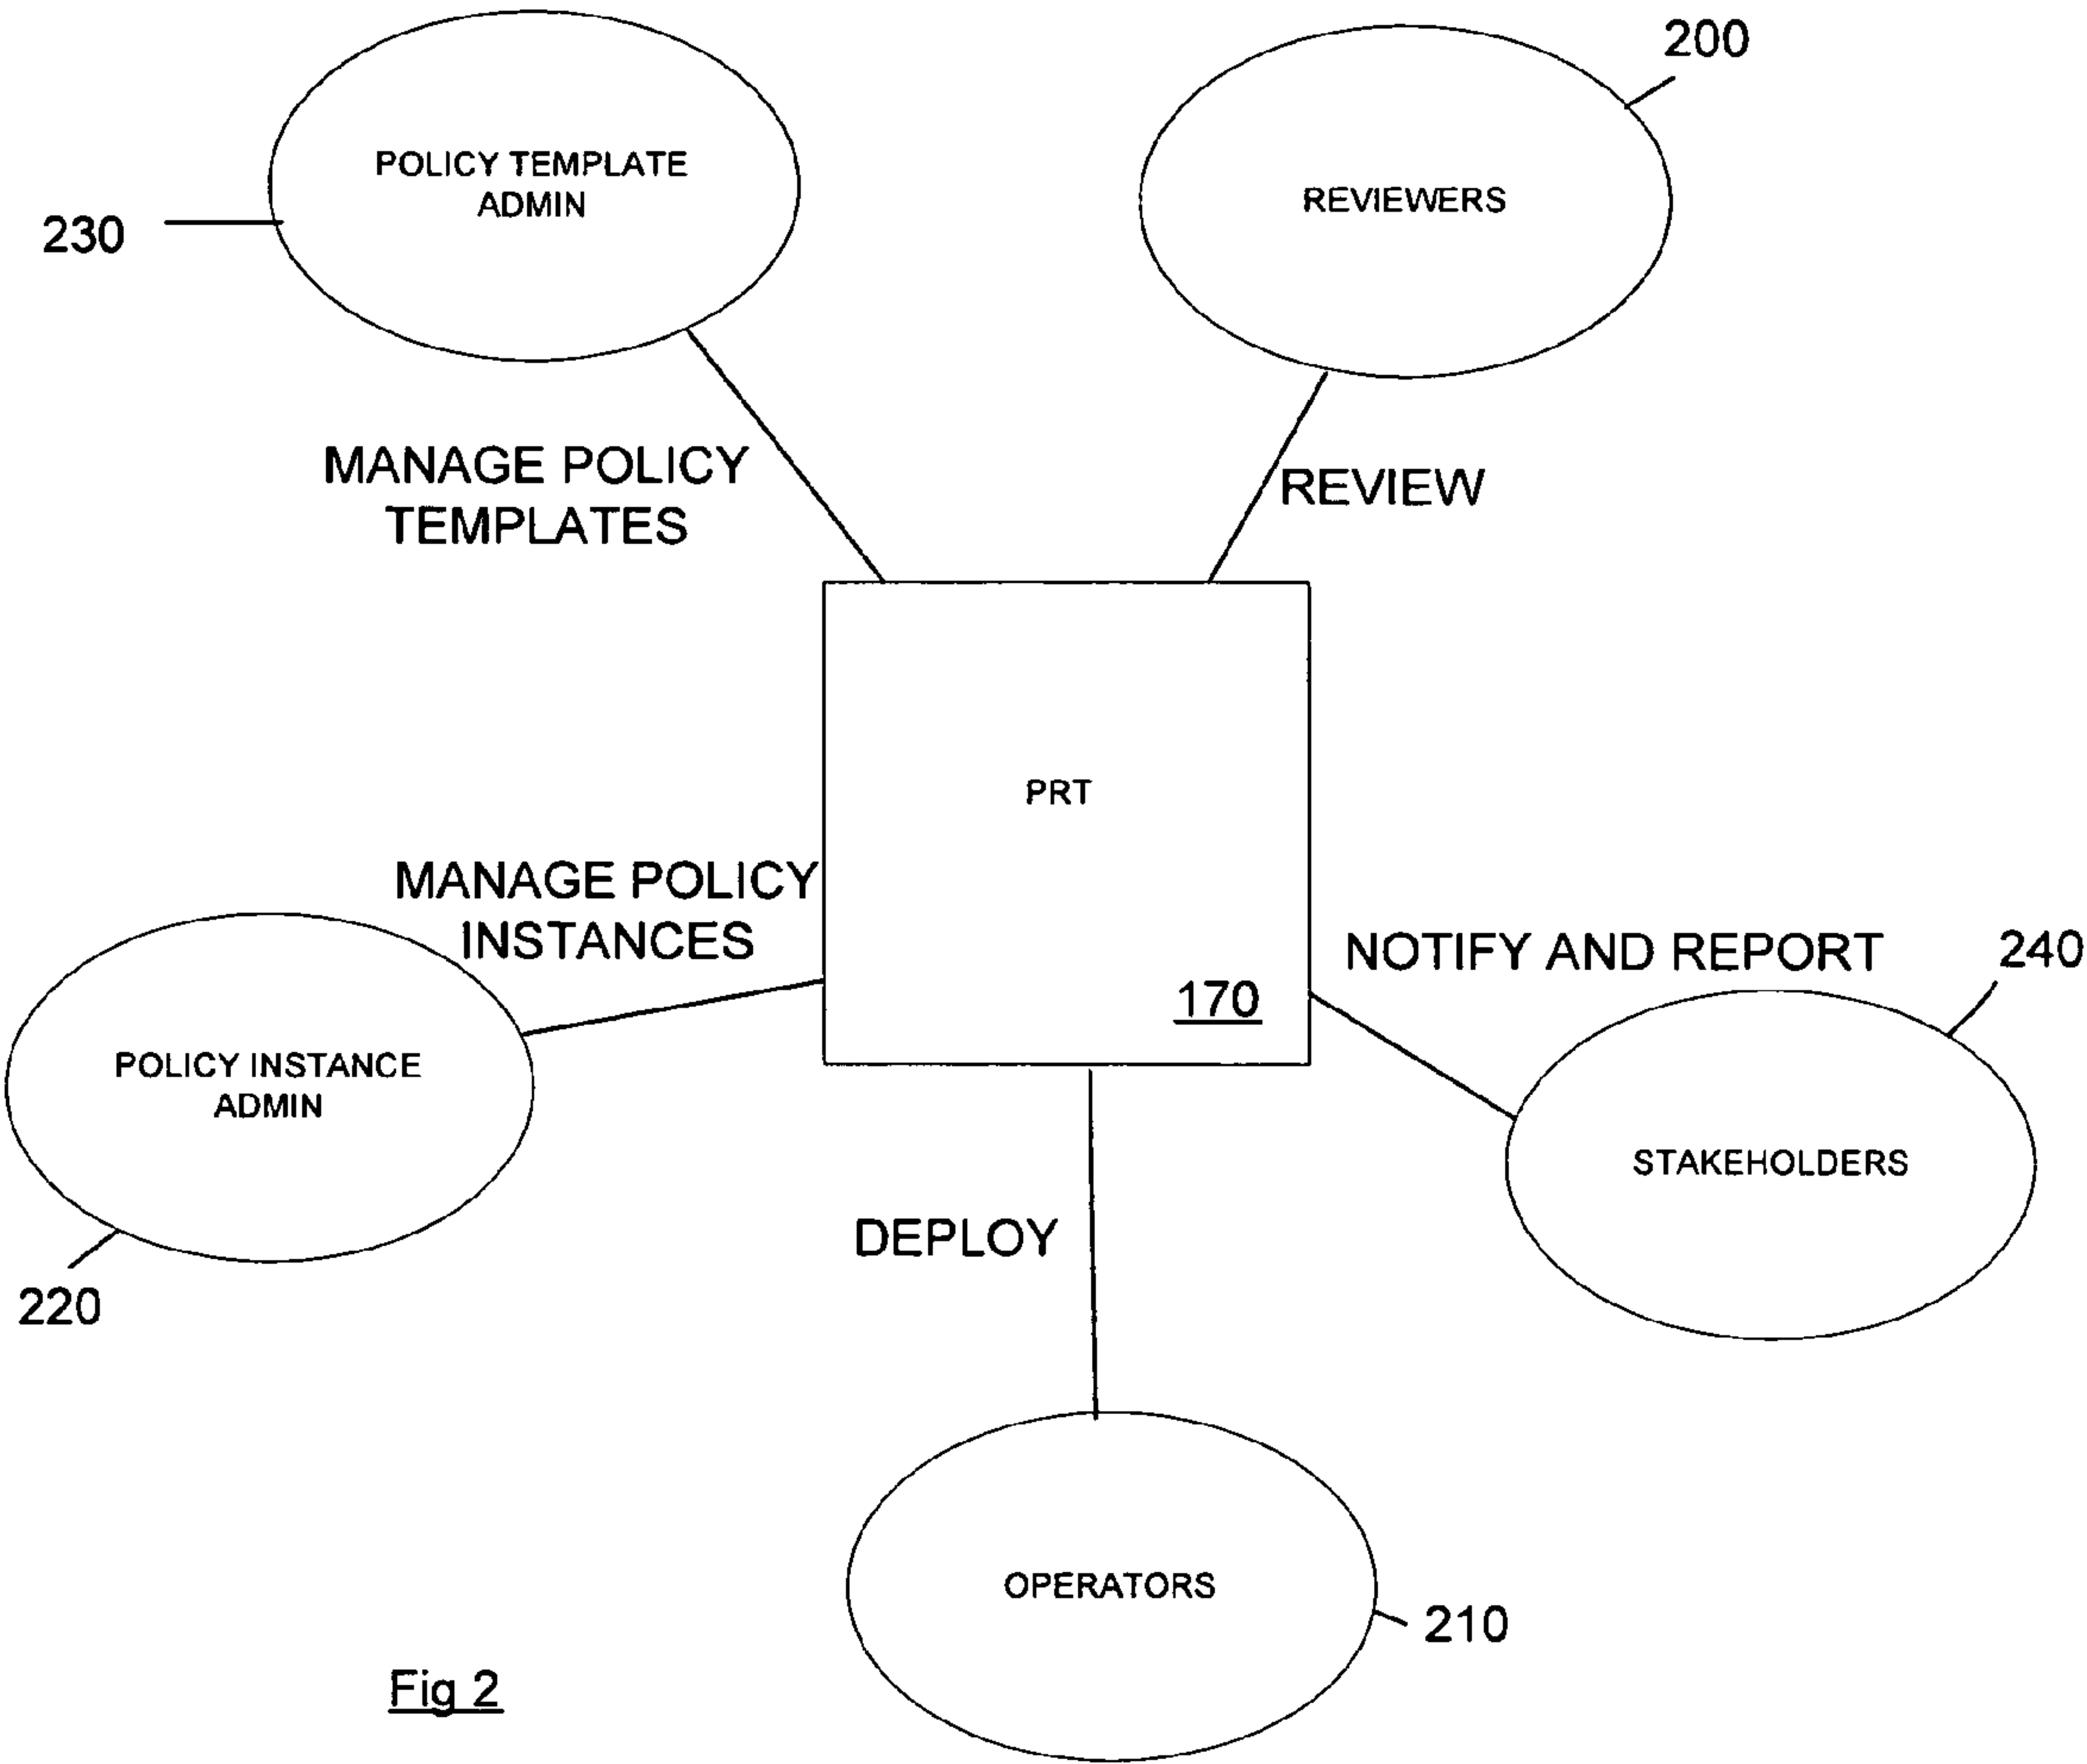 200
POLICY TEMPLATE
ADMIN
REVIEWERS
230
MANAGE POLICY
TEMPLATES
REVIEW
PRT
MANAGE POLICY
INSTANCES
170
NOTIFY AND REPORT
240
POLICY INSTANCE
ADMIN
STAKEHOLDERS
DEPLOY
220
OPERATORS
210
Fig 2